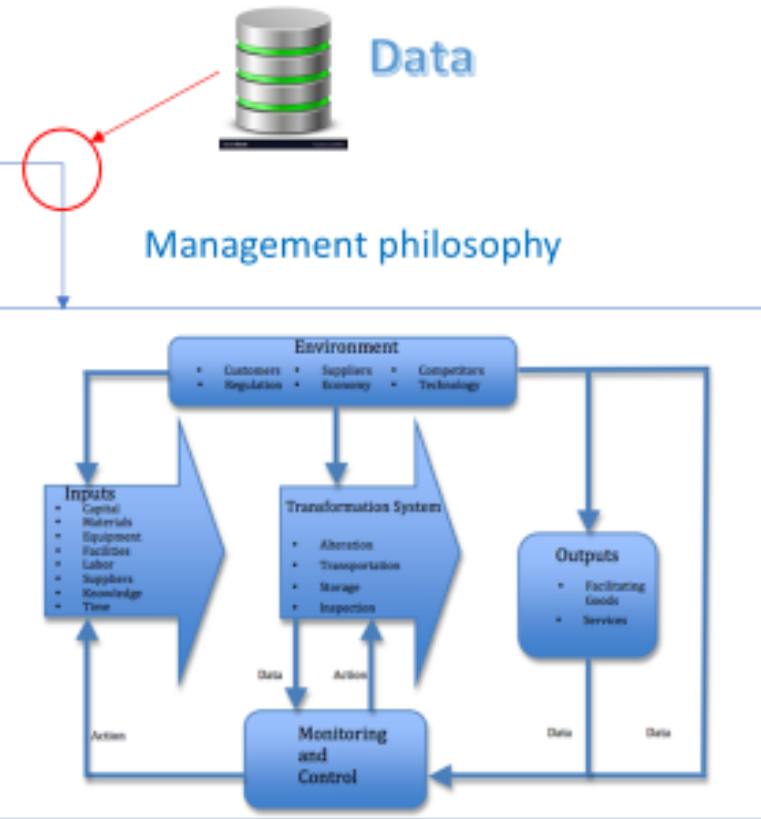 Data
Management philosophy
Environment
• Customers • Suppliers • Competitors
• Regulation • Economy • Technology
Inputs
• Capital
• Materials
• Equipment
• Facilities
• Labor
• Suppliers
• Knowledge
• Time
Transformation System
• Alteration
• Transportation
• Storage
• Inspection
Outputs
• Facilitating
Goods
• Services
Data
Action
Action
Monitoring
and
Control
Data
Data